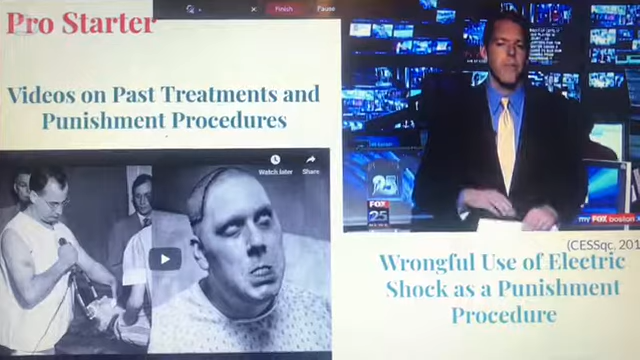 Pro Starter
Finish
Pause
Videos on Past Treatments and
Punishment Procedures
Watch later
Share
25
FOX
25
my FOX boston
(CESSqc, 201
Wrongful Use of Electric
Shock as a Punishment
Procedure